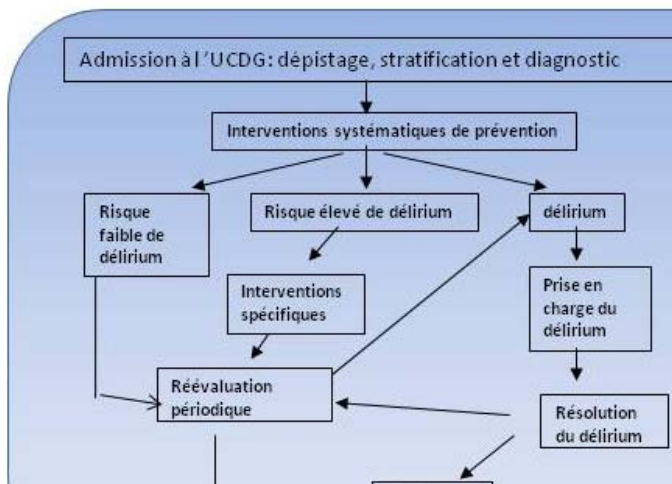 Admission à l'UCDG: dépistage, stratification et diagnostic
Interventions systématiques de prévention
Risque
faible de
délirium
Risque élevé de délirium
délirium
Interventions
spécifiques
Prise en
charge du
délirium
Réévaluation
périodique
Résolution
du délirium